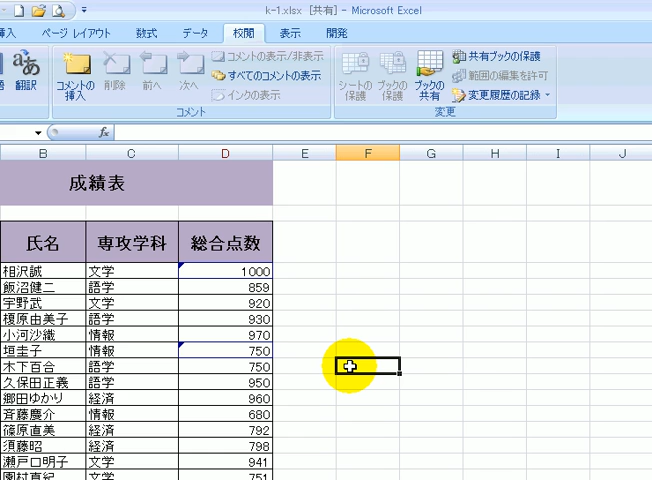 k-1.xlsx [共有] - Microsoft Excel
挿入 ページ レイアウト 数式 データ 校閲 表示 開発
翻訳 コメントの挿入 削除 前へ 次へ
コメントの表示/非表示
すべてのコメントの表示
インクの表示
シートの保護 ブックの保護 ブックの共有
共有ブックの保護
範囲の編集を許可
変更履歴の記録
コメント 変更
fx
B C D E F G H I J
成績表
氏名 専攻学科 総合点数
相沢誠 文学 1000
飯沼健二 語学 859
宇野武 文学 920
榎原由美子 語学 930
小河沙織 情報 970
垣圭子 情報 750
木下百合 語学 750
久保田正義 語学 950
郷田ゆかり 経済 960
斉藤慶介 情報 680
篠原直美 経済 792
須藤昭 経済 798
瀬戸口明子 文学 941
園村真紀 文学 751